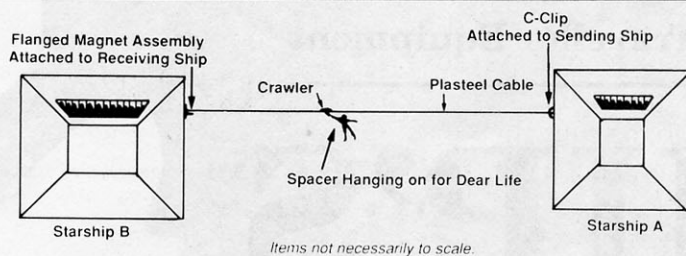 Flanged Magnet Assembly
Attached to Receiving Ship
C-Clip
Attached to Sending Ship
Crawler
Plasteel Cable
Spacer Hanging on for Dear Life
Starship B
Starship A
Items not necessarily to scale.